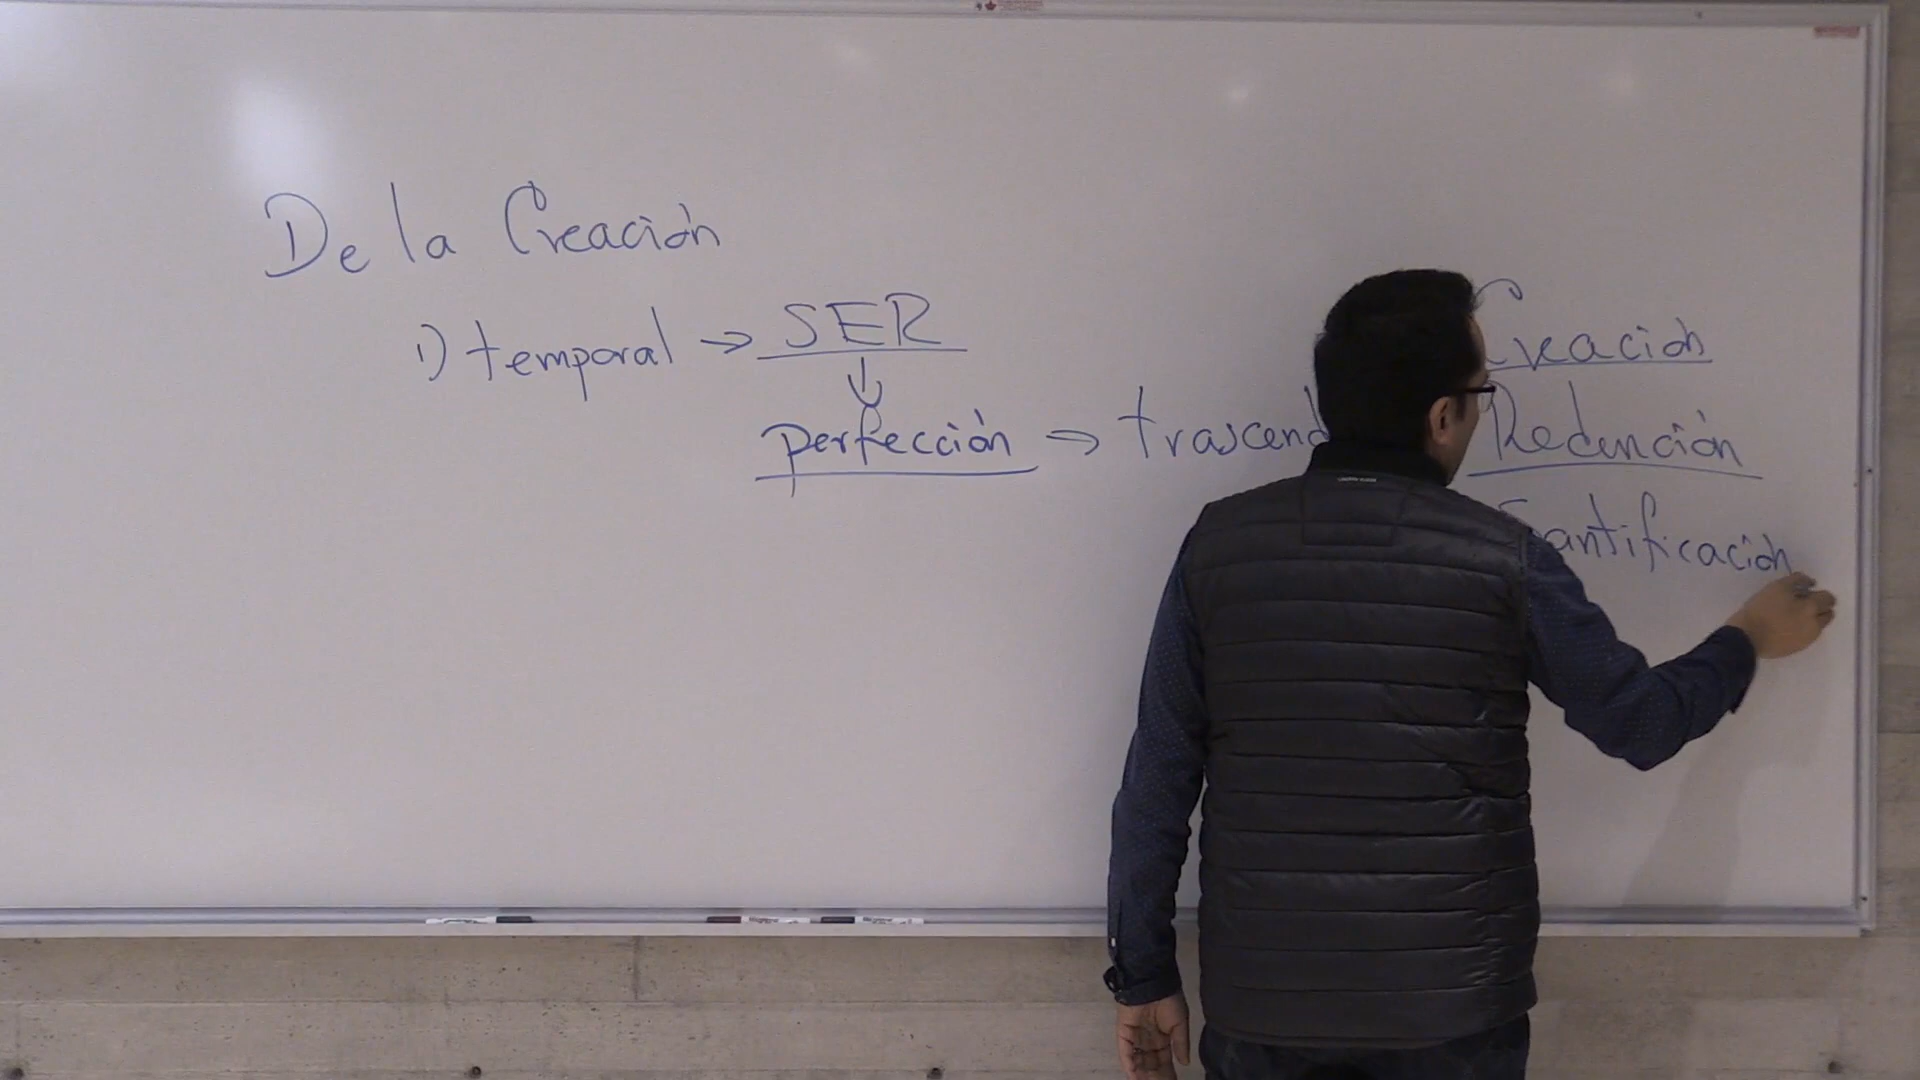 De la Creación
1) temporal → SER
↓
perfección → trascend
Creación
Redención
Santificación